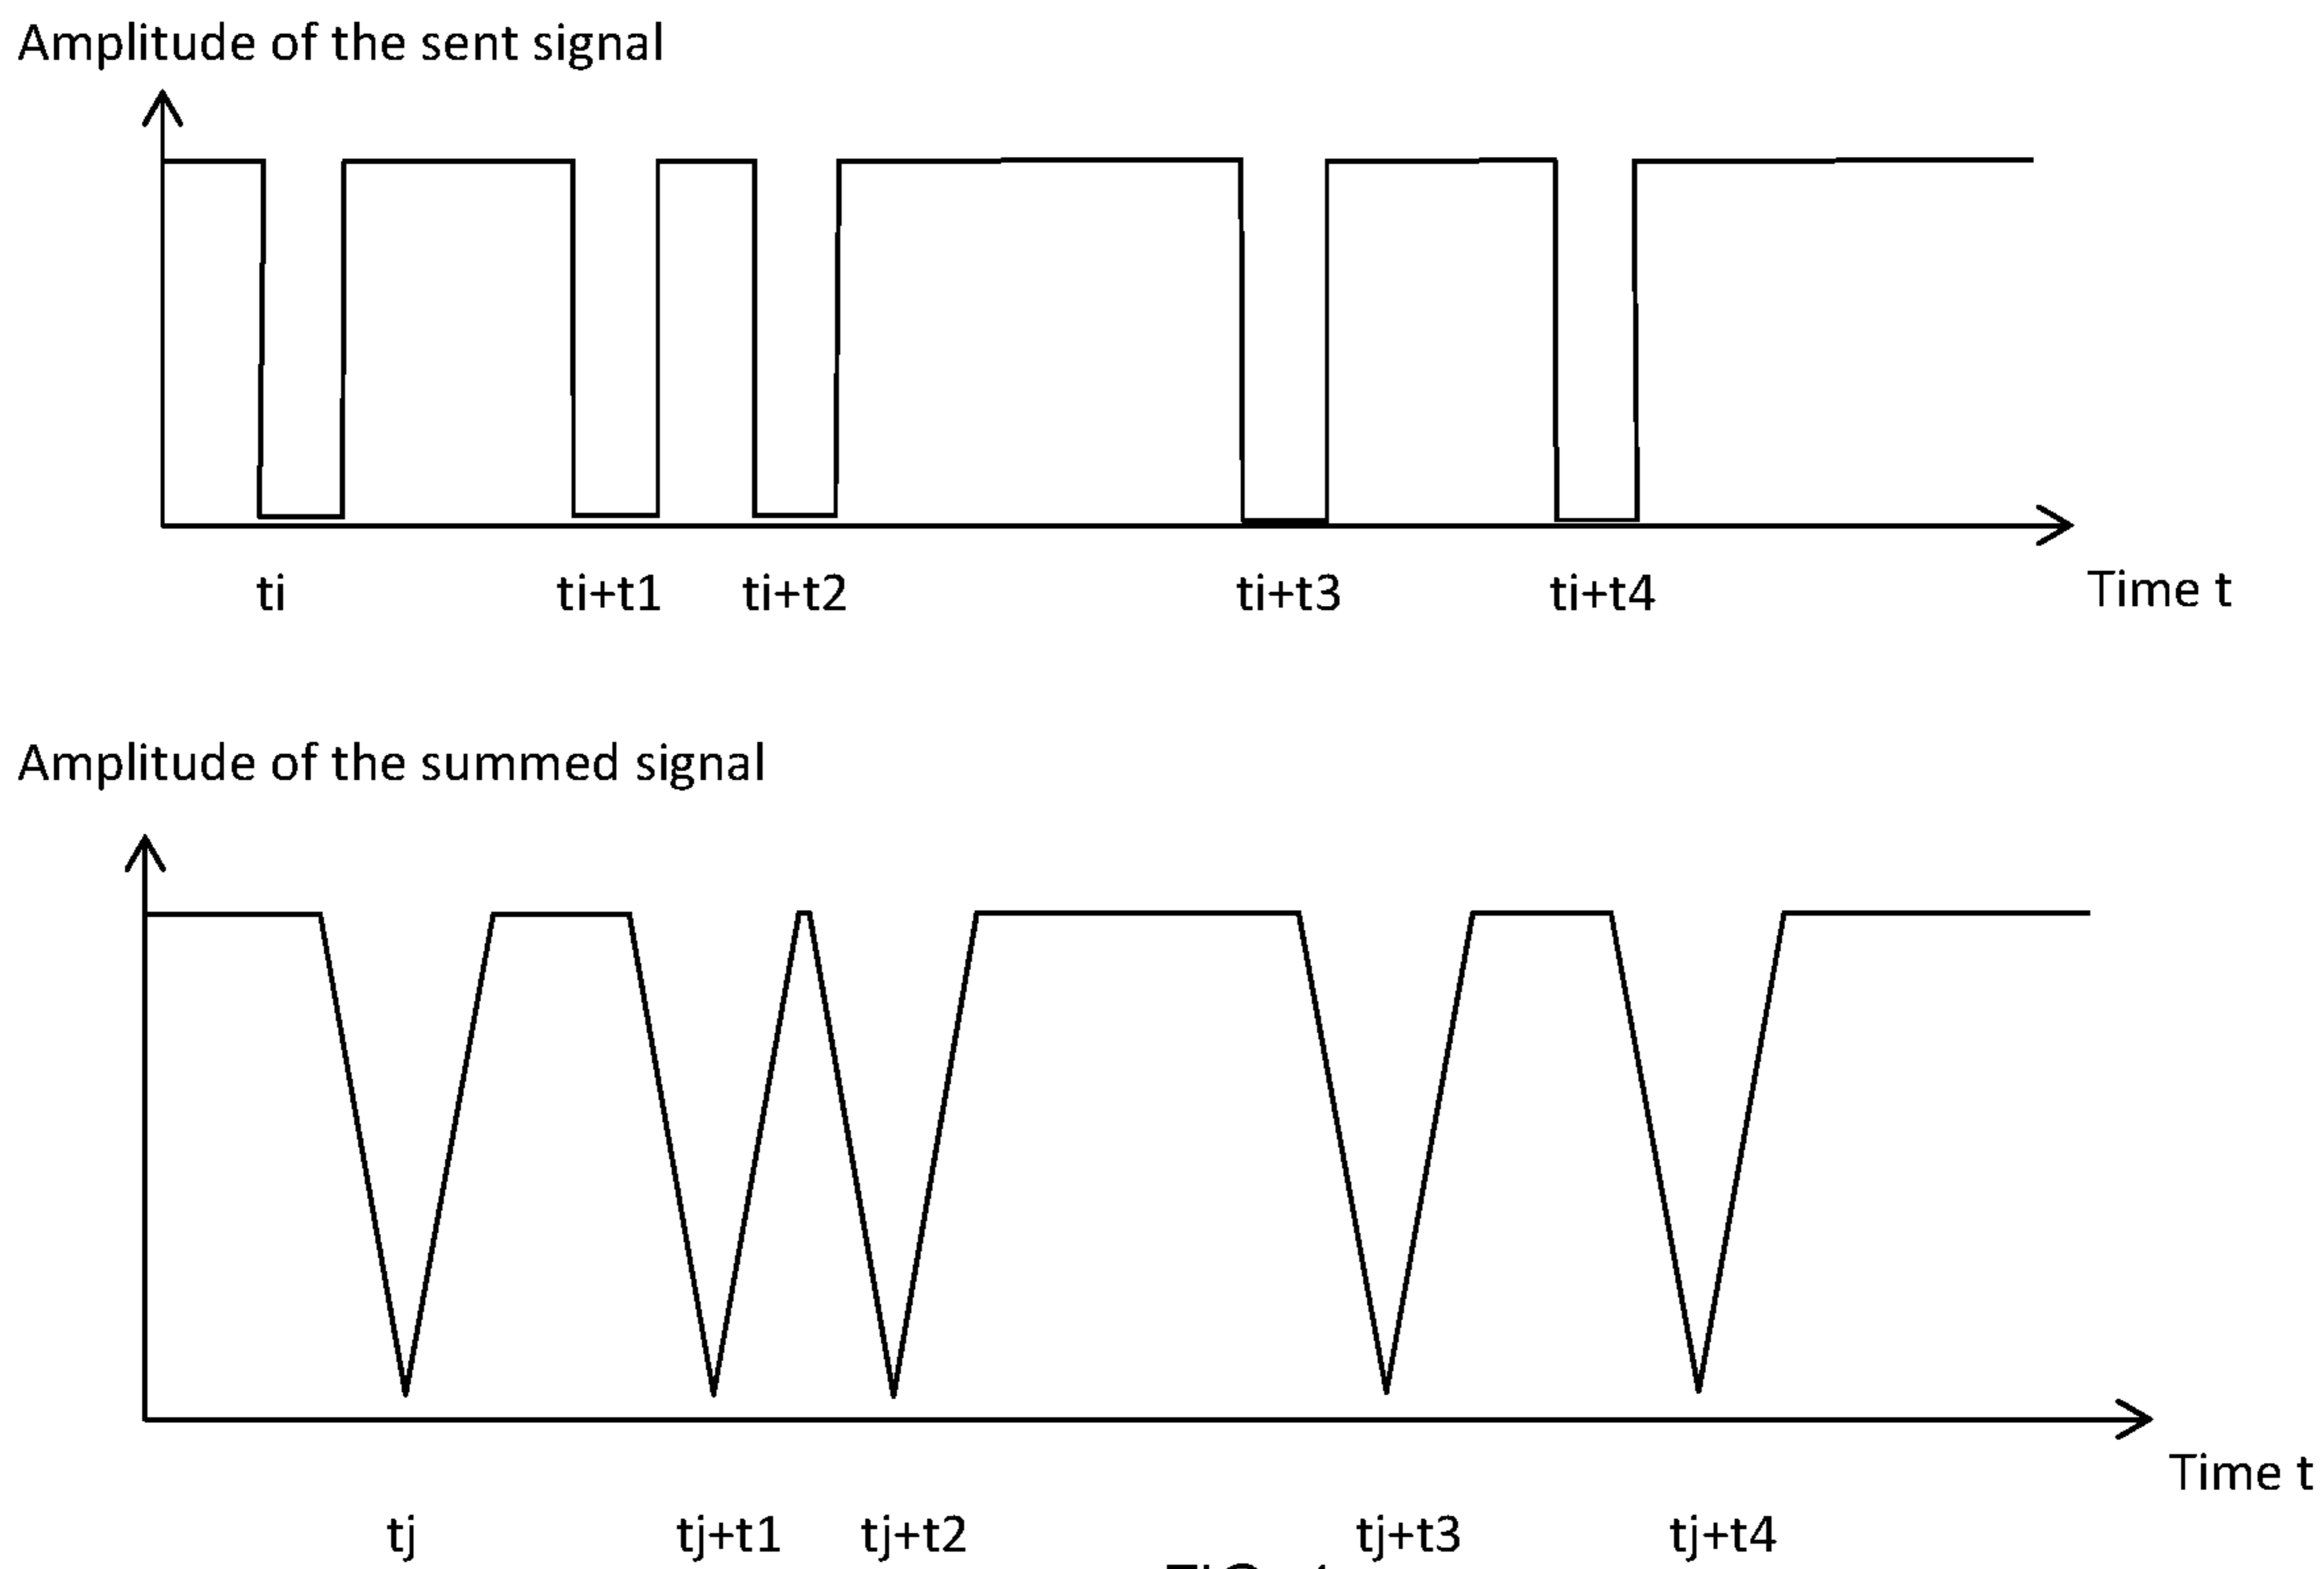 Amplitude of the sent signal
ti ti+t1 ti+t2 ti+t3 ti+t4 Time t
Amplitude of the summed signal
Time t
tj tj+t1 tj+t2 tj+t3 tj+t4